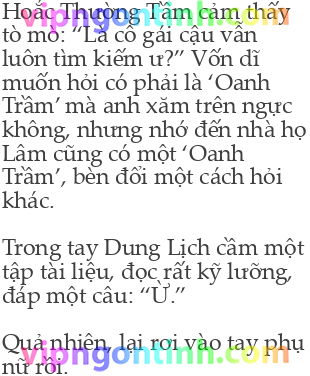 Hoắc Thường Tầm cảm thấy
tò mò: “Là cô gái cậu vẫn
luôn tìm kiếm ư?” Vốn dĩ
muốn hỏi có phải là ‘Oanh
Trầm’ mà anh xăm trên ngực
không, nhưng nhớ đến nhà họ
Lâm cũng có một ‘Oanh
Trầm’, bèn đổi một cách hỏi
khác.

Trong tay Dung Lịch cầm một
tập tài liệu, đọc rất kỹ lưỡng,
đáp một câu: “Ừ.”

Quả nhiên, lại rơi vào tay phụ
nữ rồi.
vipngontinh.com
vipngontinh.com